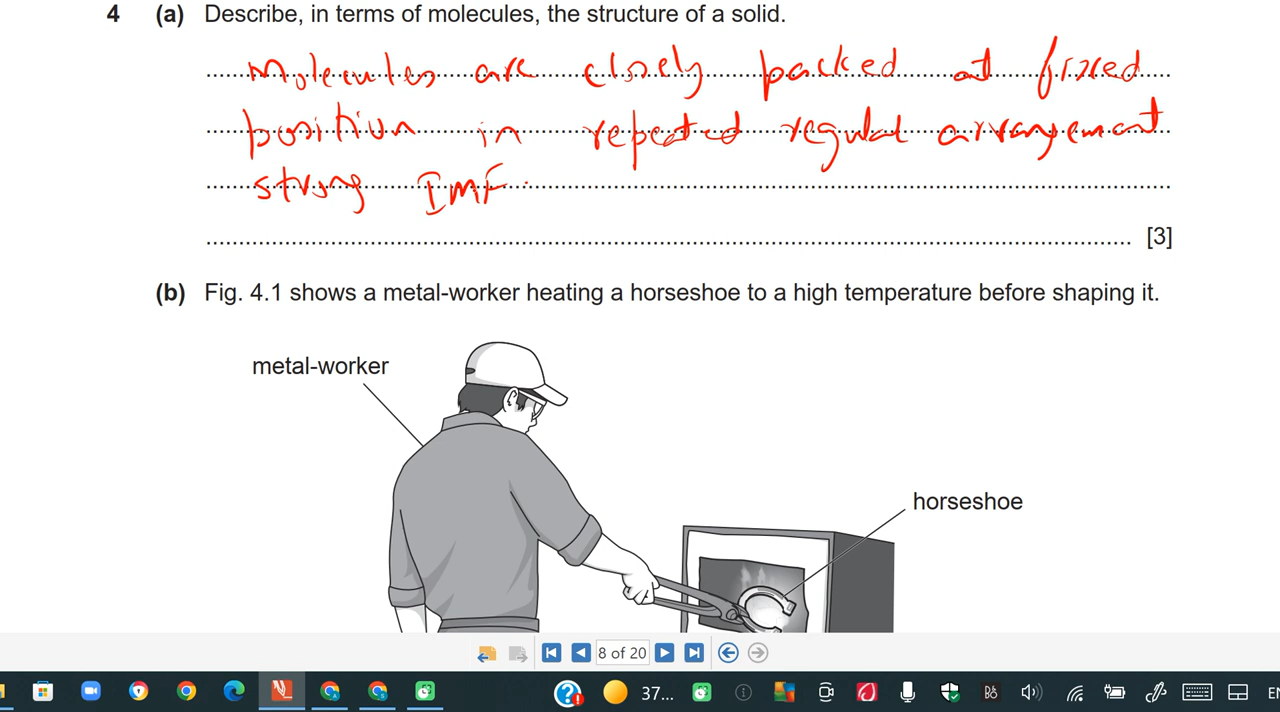 4 (a) Describe, in terms of molecules, the structure of a solid.
Molecules are closely packed at fixed
position in repeated regular arrangement
strong IMF.
[3]
(b) Fig. 4.1 shows a metal-worker heating a horseshoe to a high temperature before shaping it.
metal-worker
horseshoe
8 of 20
37...
EN